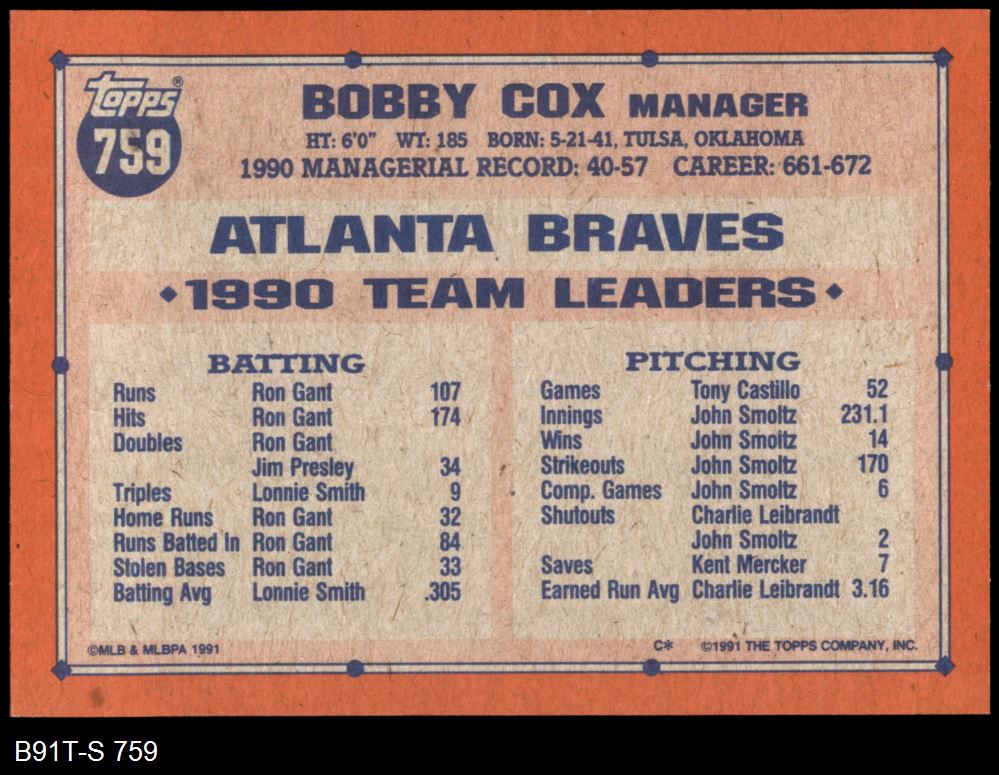 Topps®
759
BOBBY COX MANAGER
HT: 6'0" WT: 185 BORN: 5-21-41, TULSA, OKLAHOMA
1990 MANAGERIAL RECORD: 40-57 CAREER: 661-672
ATLANTA BRAVES
◆1990 TEAM LEADERS◆
BATTING
Runs Ron Gant 107
Hits Ron Gant 174
Doubles Ron Gant
Jim Presley 34
Triples Lonnie Smith 9
Home Runs Ron Gant 32
Runs Batted In Ron Gant 84
Stolen Bases Ron Gant 33
Batting Avg Lonnie Smith .305
PITCHING
Games Tony Castillo 52
Innings John Smoltz 231.1
Wins John Smoltz 14
Strikeouts John Smoltz 170
Comp. Games John Smoltz 6
Shutouts Charlie Leibrandt
John Smoltz 2
Saves Kent Mercker 7
Earned Run Avg Charlie Leibrandt 3.16
©MLB & MLBPA 1991
C* ©1991 THE TOPPS COMPANY, INC.
B91T-S 759